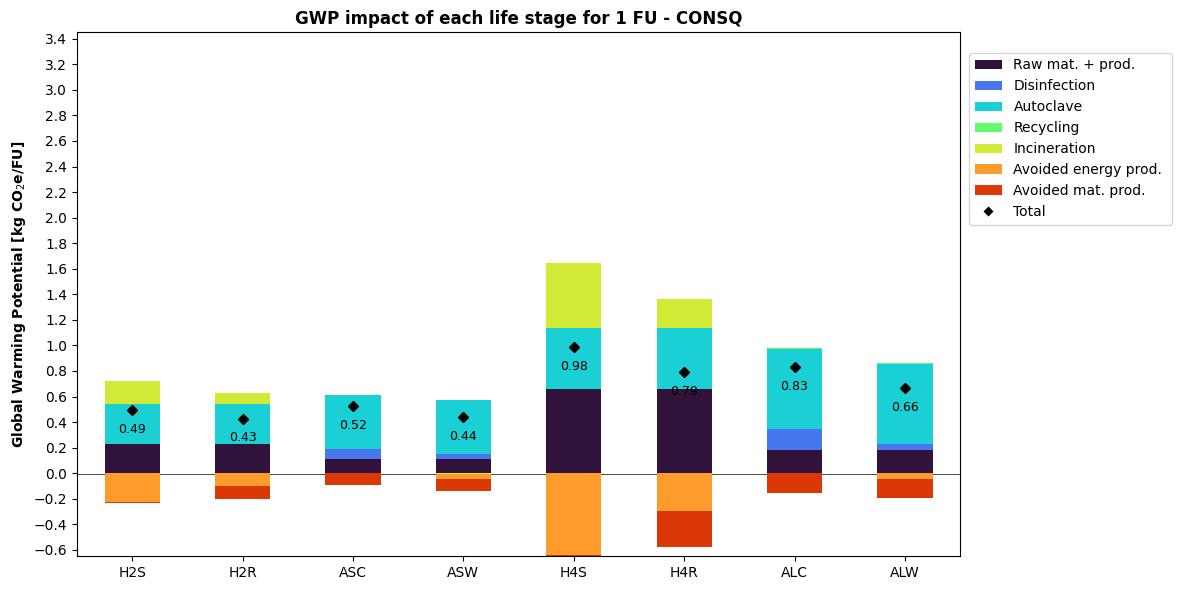 GWP impact of each life stage for 1 FU - CONSQ
Global Warming Potential [kg CO₂e/FU]
3.4
3.2
3.0
2.8
2.6
2.4
2.2
2.0
1.8
1.6
1.4
1.2
1.0
0.8
0.6
0.4
0.2
0.0
−0.2
−0.4
−0.6
0.49
0.43
0.52
0.44
0.98
0.79
0.83
0.66
H2S H2R ASC ASW H4S H4R ALC ALW
Raw mat. + prod.
Disinfection
Autoclave
Recycling
Incineration
Avoided energy prod.
Avoided mat. prod.
Total